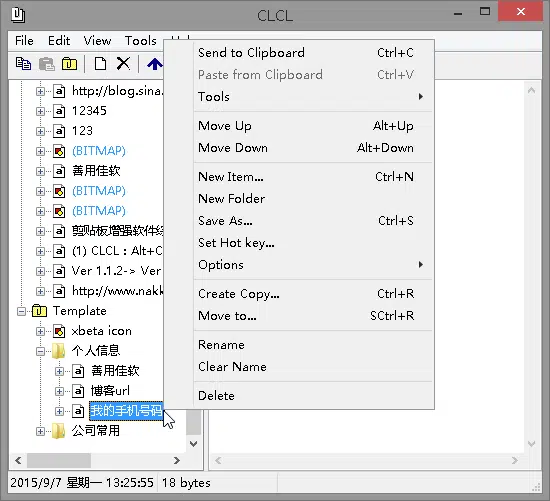 CLCL
File Edit View Tools
http://blog.sina.
12345
123
(BITMAP)
善用佳软
(BITMAP)
(BITMAP)
剪贴板增强软件
(1) CLCL：Alt+C
Ver 1.1.2-> Ver
http://www.nakk
Template
xbeta icon
个人信息
善用佳软
博客url
我的手机号码
公司常用
Send to Clipboard Ctrl+C
Paste from Clipboard Ctrl+V
Tools
Move Up Alt+Up
Move Down Alt+Down
New Item... Ctrl+N
New Folder
Save As... Ctrl+S
Set Hot key...
Options
Create Copy... Ctrl+R
Move to... SCtrl+R
Rename
Clear Name
Delete
2015/9/7 星期一 13:25:55 18 bytes